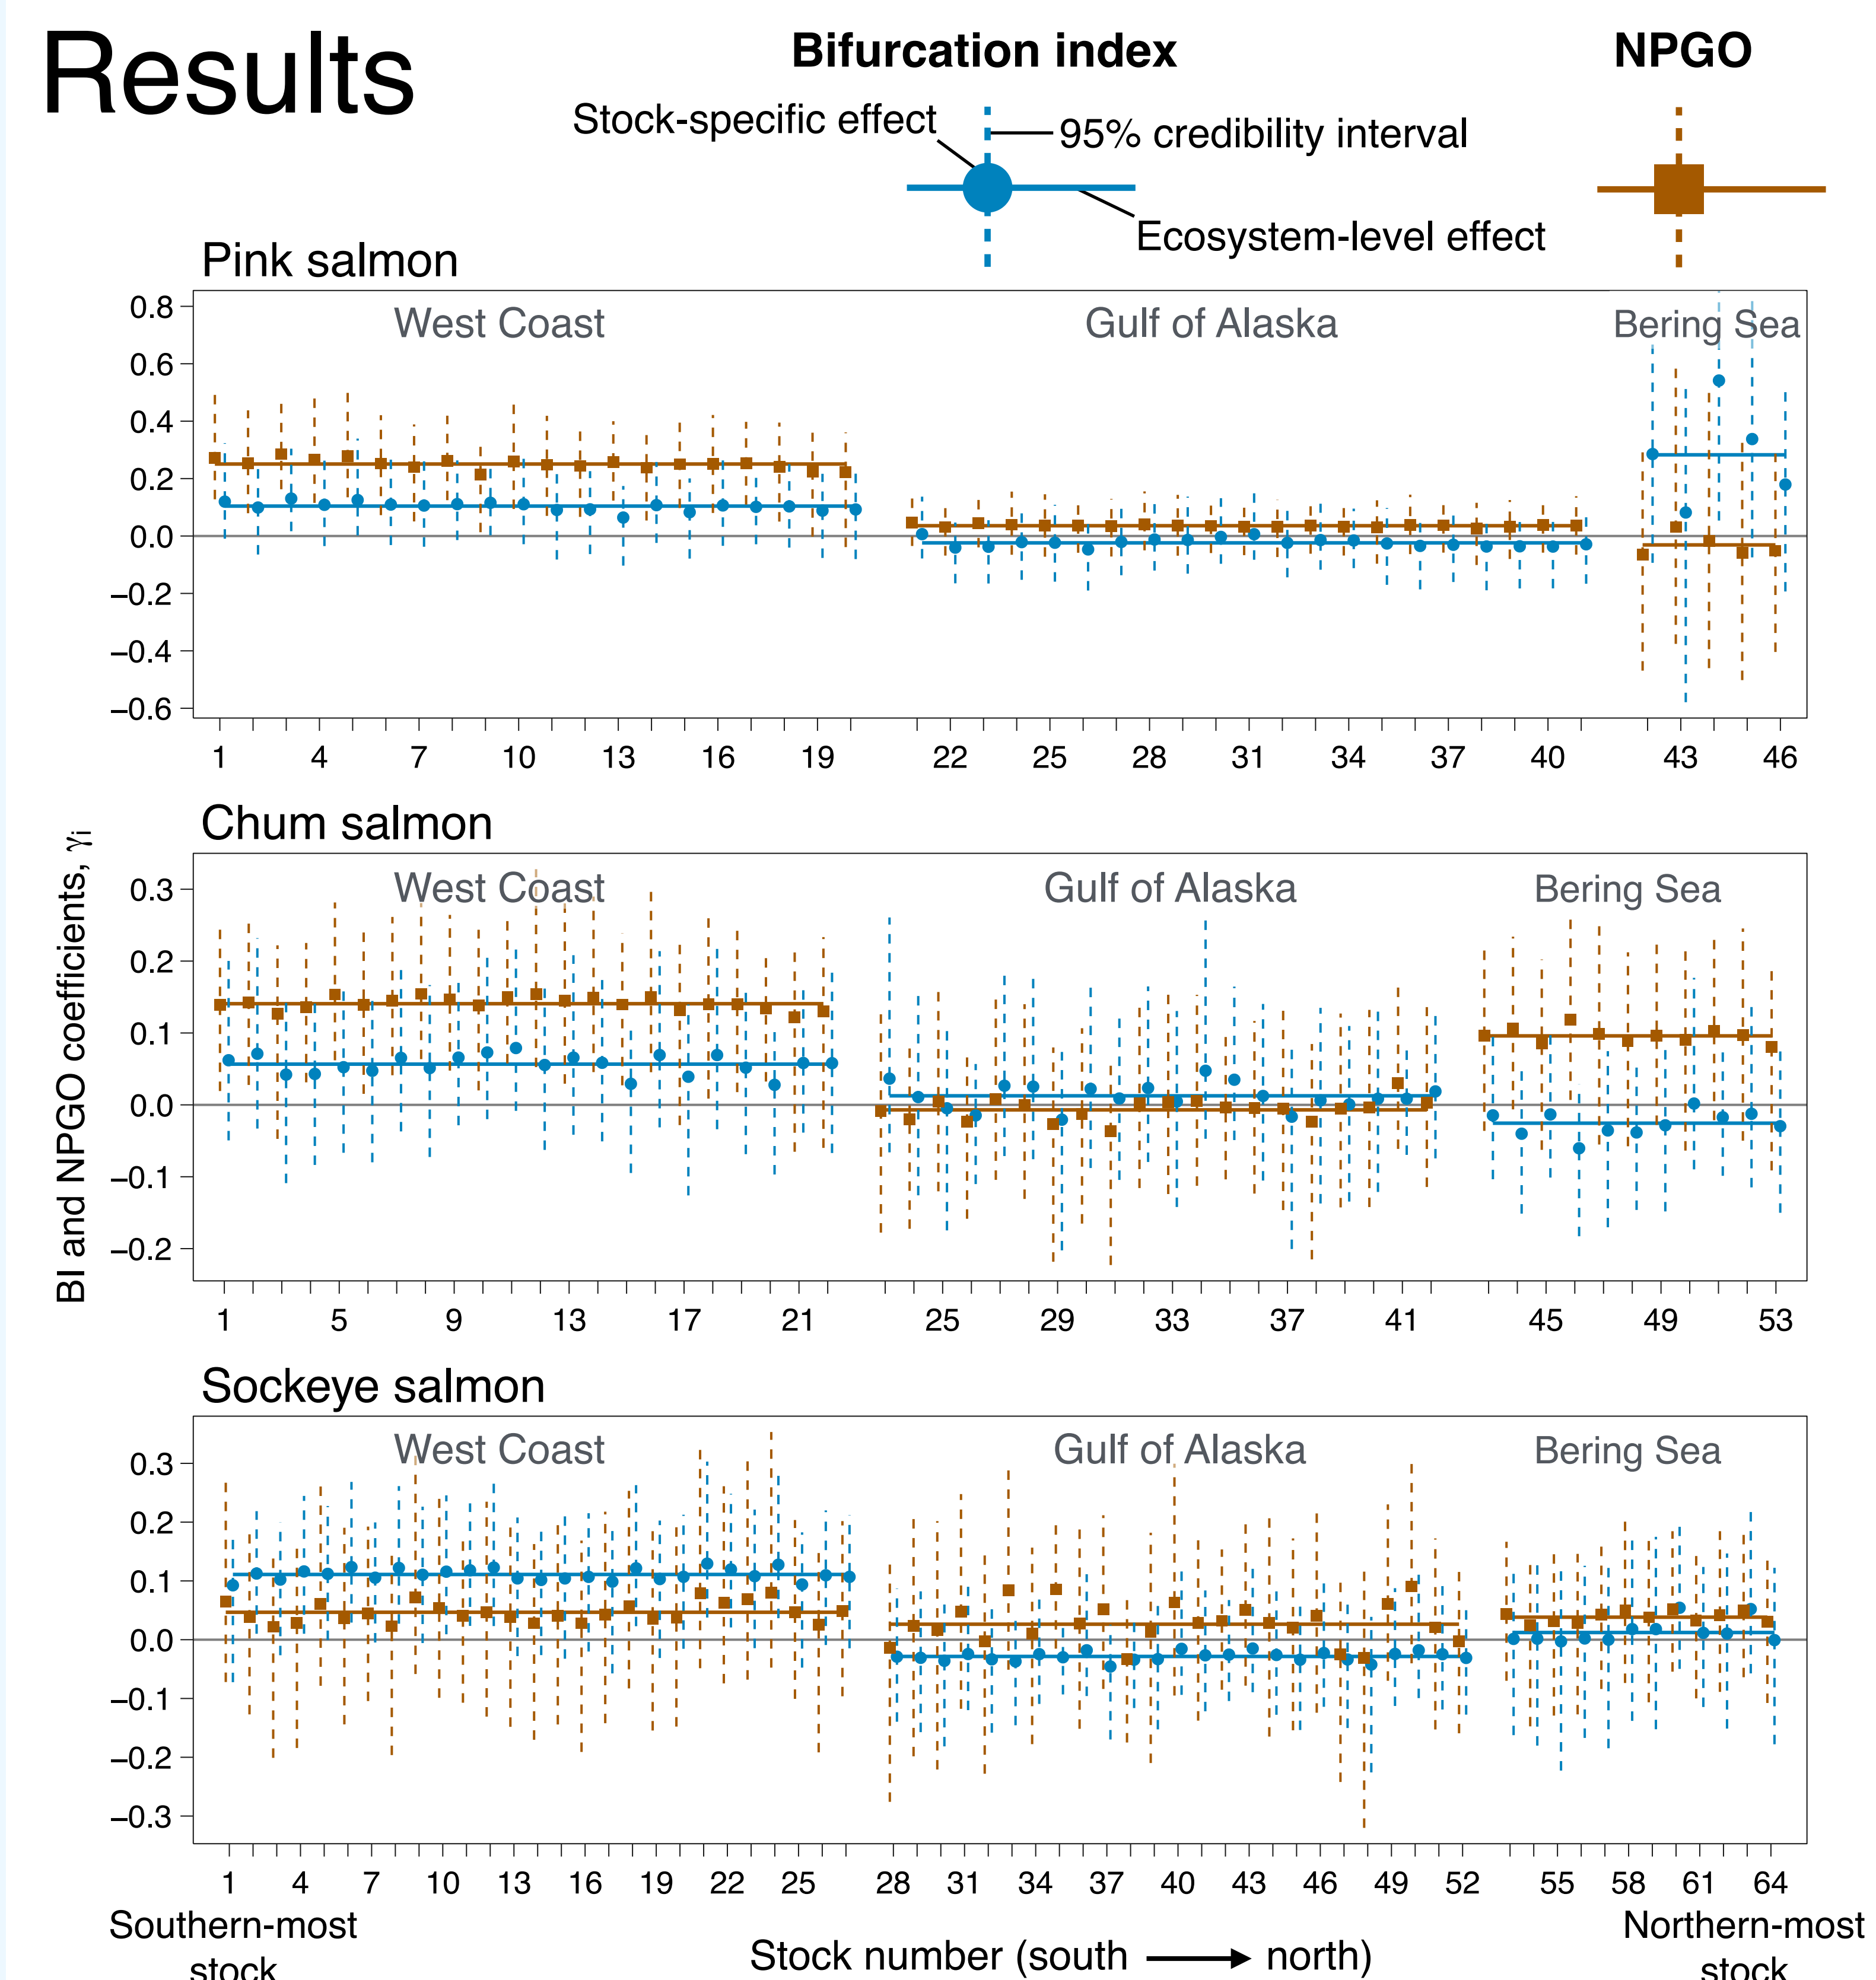 Results
Bifurcation index
NPGO
Stock-specific effect
95% credibility interval
Ecosystem-level effect
Pink salmon
West Coast
Gulf of Alaska
Bering Sea
0.8
0.6
0.4
0.2
0.0
−0.2
−0.4
−0.6
1 4 7 10 13 16 19 22 25 28 31 34 37 40 43 46
BI and NPGO coefficients, γi
Chum salmon
West Coast
Gulf of Alaska
Bering Sea
0.3
0.2
0.1
0.0
−0.1
−0.2
1 5 9 13 17 21 25 29 33 37 41 45 49 53
Sockeye salmon
West Coast
Gulf of Alaska
Bering Sea
0.3
0.2
0.1
0.0
−0.1
−0.2
−0.3
1 4 7 10 13 16 19 22 25 28 31 34 37 40 43 46 49 52 55 58 61 64
Southern-most
stock
Stock number (south → north)
Northern-most
stock